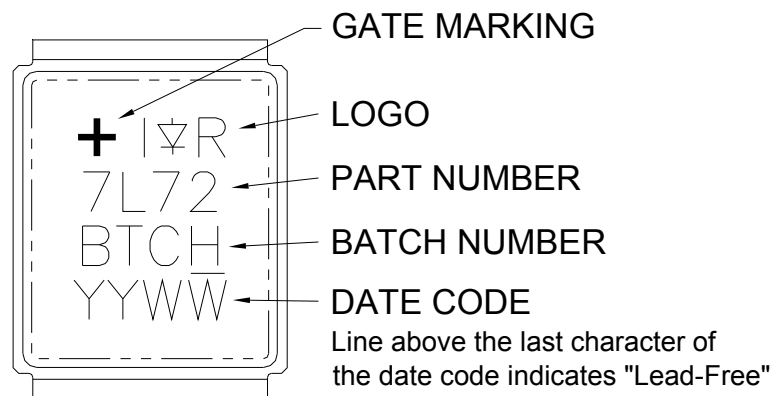 GATE MARKING
+ I R
LOGO
7L72
PART NUMBER
BTCH
BATCH NUMBER
YYWW
DATE CODE
Line above the last character of
the date code indicates "Lead-Free"